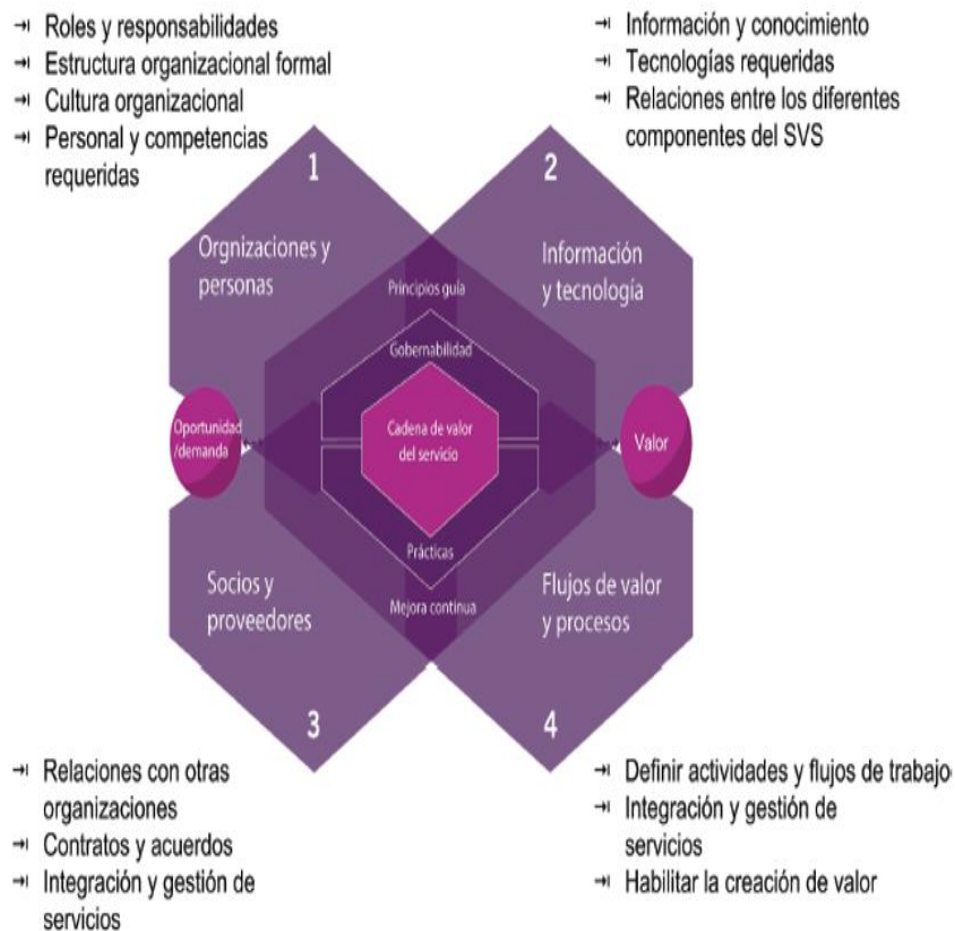 → Roles y responsabilidades
→ Estructura organizacional formal
→ Cultura organizacional
→ Personal y competencias
requeridas
→ Información y conocimiento
→ Tecnologías requeridas
→ Relaciones entre los diferentes
componentes del SVS
1
2
Orgnizaciones y
personas
Información
y tecnología
Principios guía
Gobernabilidad
Oportunidad
/demanda
Cadena de valor
del servicio
Valor
Prácticas
Mejora continua
Socios y
proveedores
Flujos de valor
y procesos
3
4
→ Relaciones con otras
organizaciones
→ Contratos y acuerdos
→ Integración y gestión de
servicios
→ Definir actividades y flujos de trabajo
→ Integración y gestión de
servicios
→ Habilitar la creación de valor